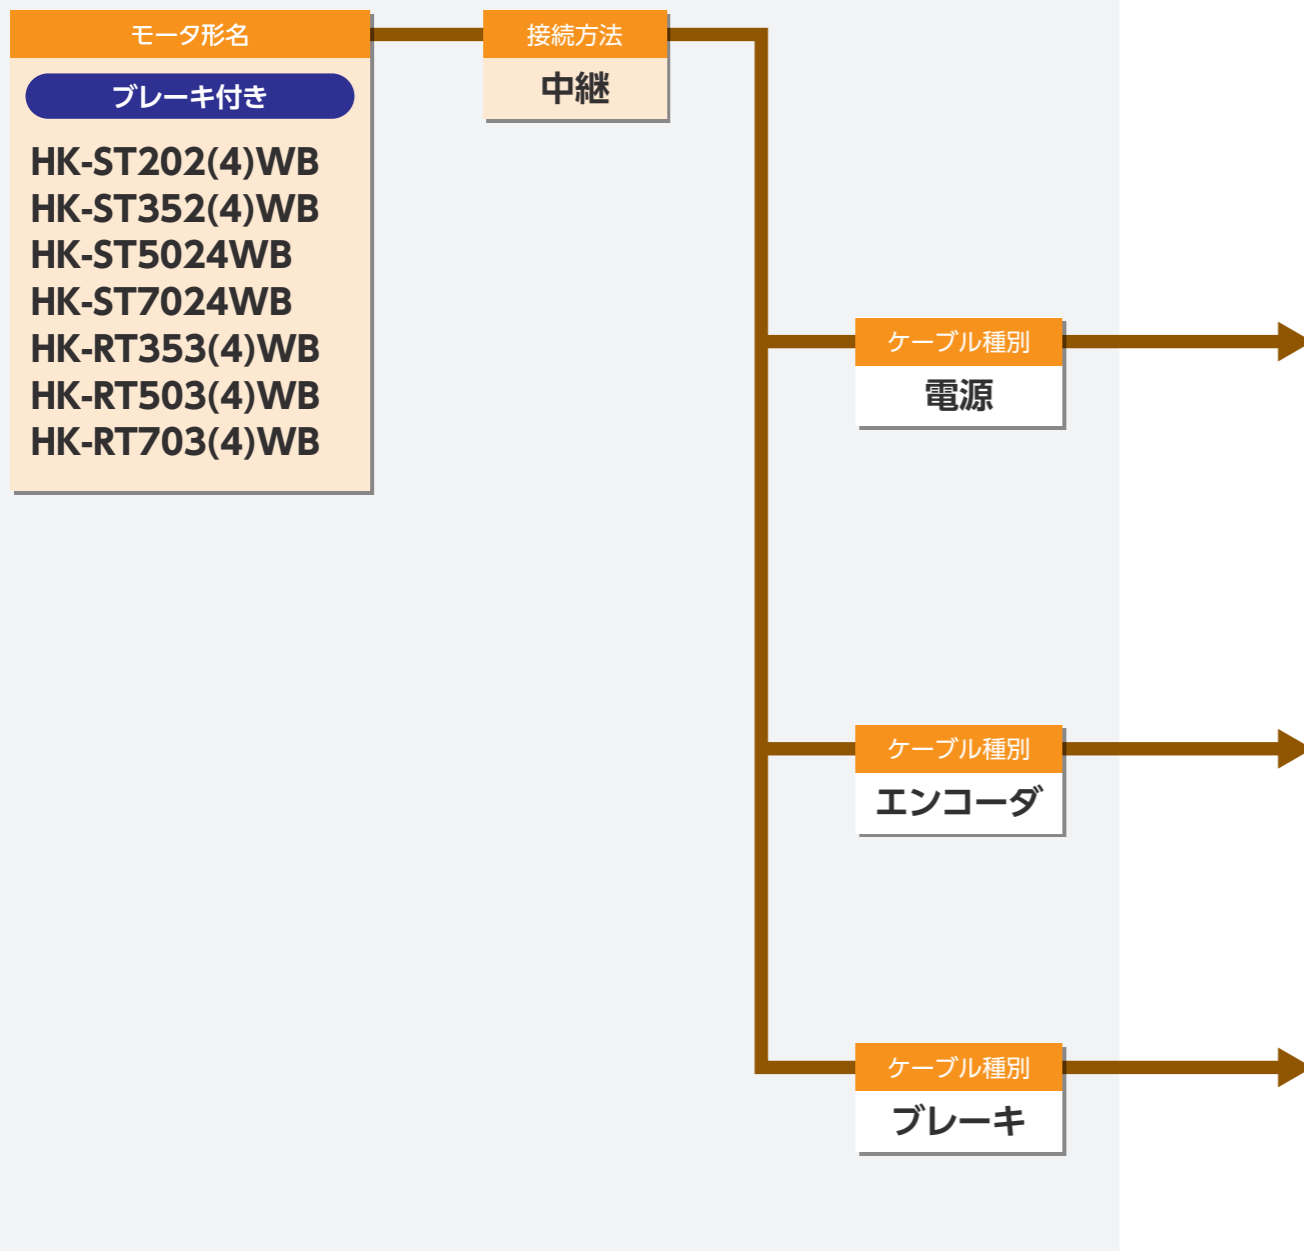 モータ形名
ブレーキ付き
HK-ST202(4)WB
HK-ST352(4)WB
HK-ST5024WB
HK-ST7024WB
HK-RT353(4)WB
HK-RT503(4)WB
HK-RT703(4)WB
接続方法
中継
ケーブル種別
電源
ケーブル種別
エンコーダ
ケーブル種別
ブレーキ